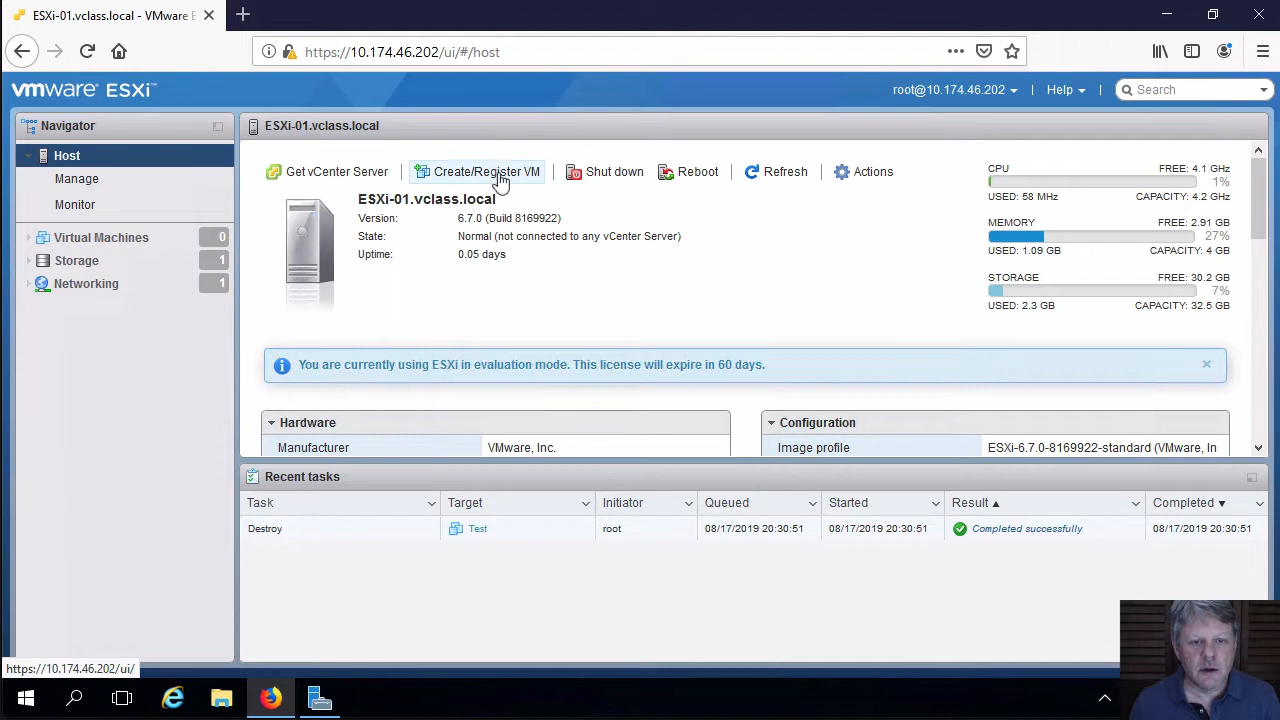 ESXi-01.vclass.local - VMware E
https://10.174.46.202/ui/#/host
vmware ESXi™
root@10.174.46.202 | Help | Search
Navigator
Host
Manage
Monitor
Virtual Machines 0
Storage 1
Networking 1
ESXi-01.vclass.local
Get vCenter Server | Create/Register VM | Shut down Reboot | Refresh | Actions
ESXi-01.vclass.local
Version: 6.7.0 (Build 8169922)
State: Normal (not connected to any vCenter Server)
Uptime: 0.05 days
CPU FREE: 4.1 GHz
1%
USED: 58 MHz CAPACITY: 4.2 GHz
MEMORY FREE: 2.91 GB
27%
USED: 1.09 GB CAPACITY: 4 GB
STORAGE FREE: 30.2 GB
7%
USED: 2.3 GB CAPACITY: 32.5 GB
You are currently using ESXi in evaluation mode. This license will expire in 60 days.
Hardware
Manufacturer VMware, Inc.
Configuration
Image profile ESXi-6.7.0-8169922-standard (VMware, In
Recent tasks
Task Target Initiator Queued Started Result Completed
Destroy Test root 08/17/2019 20:30:51 08/17/2019 20:30:51 Completed successfully 08/17/2019 20:30:51
https://10.174.46.202/ui/